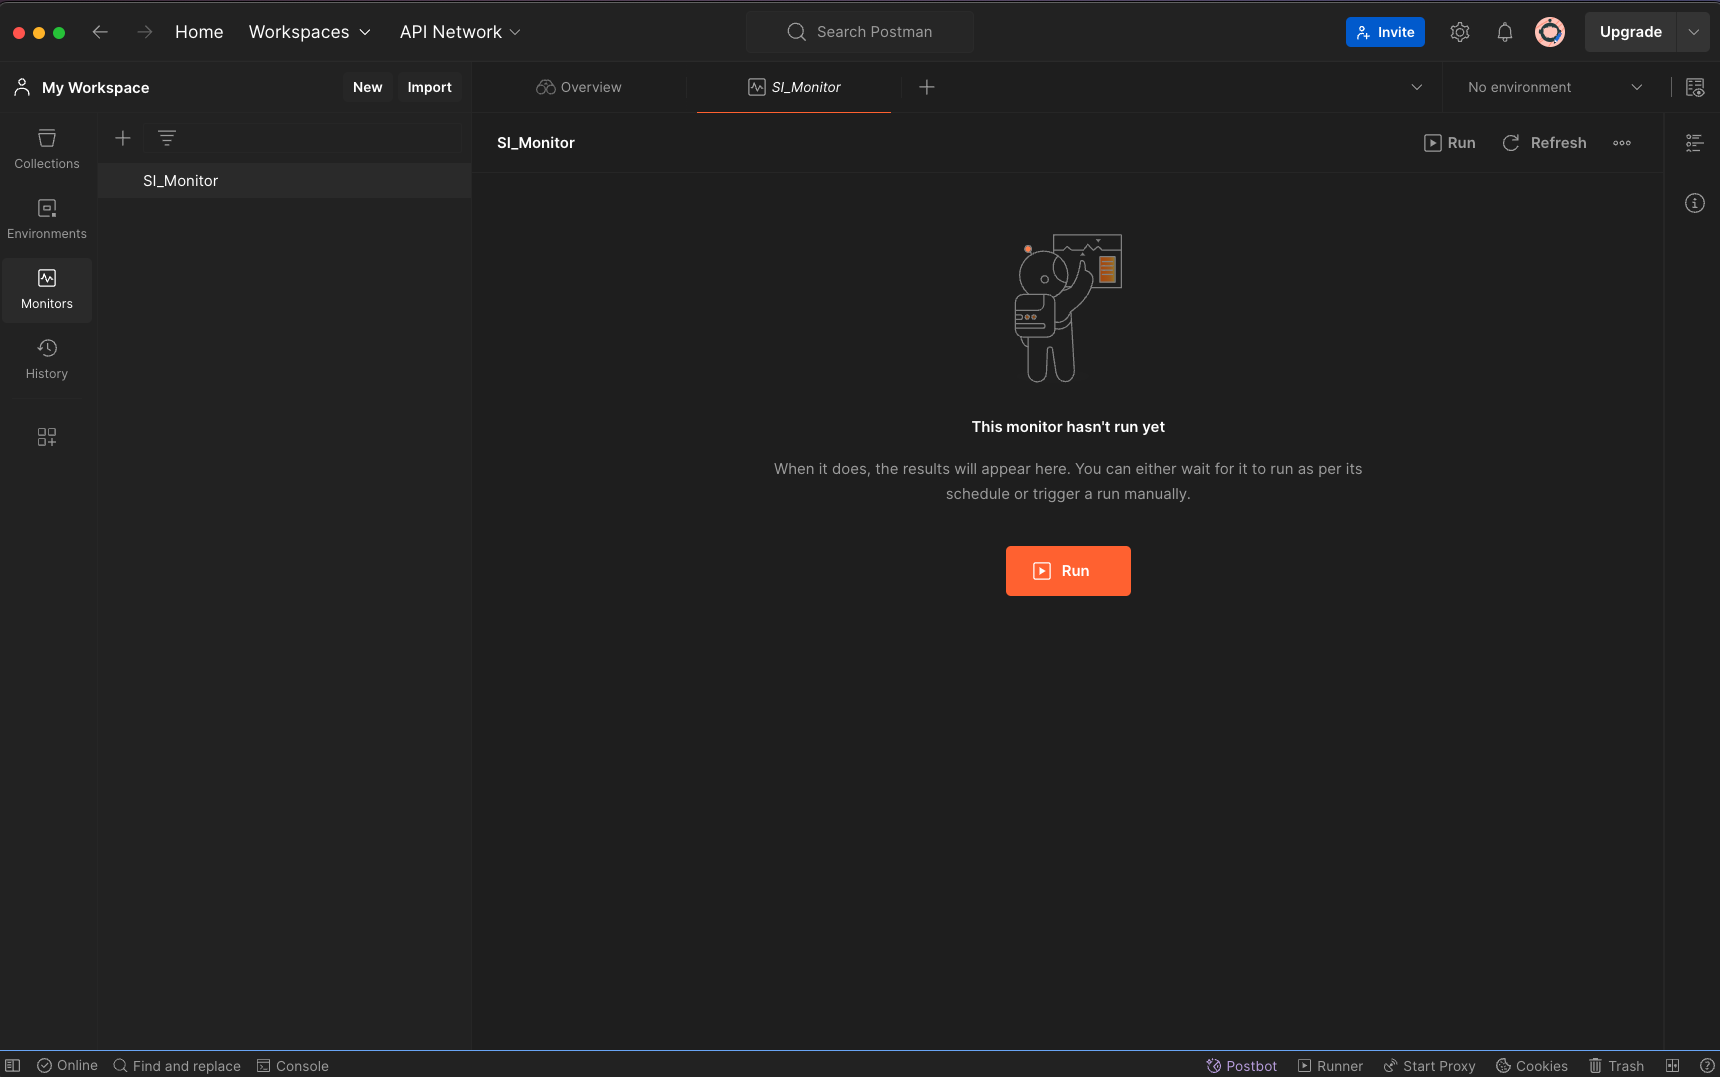 Home Workspaces API Network Search Postman Invite Upgrade
My Workspace New Import Overview SI_Monitor No environment
Collections
Environments
Monitors
History
SI_Monitor
SI_Monitor Run Refresh
This monitor hasn't run yet
When it does, the results will appear here. You can either wait for it to run as per its
schedule or trigger a run manually.
Run
Online Find and replace Console Postbot Runner Start Proxy Cookies Trash